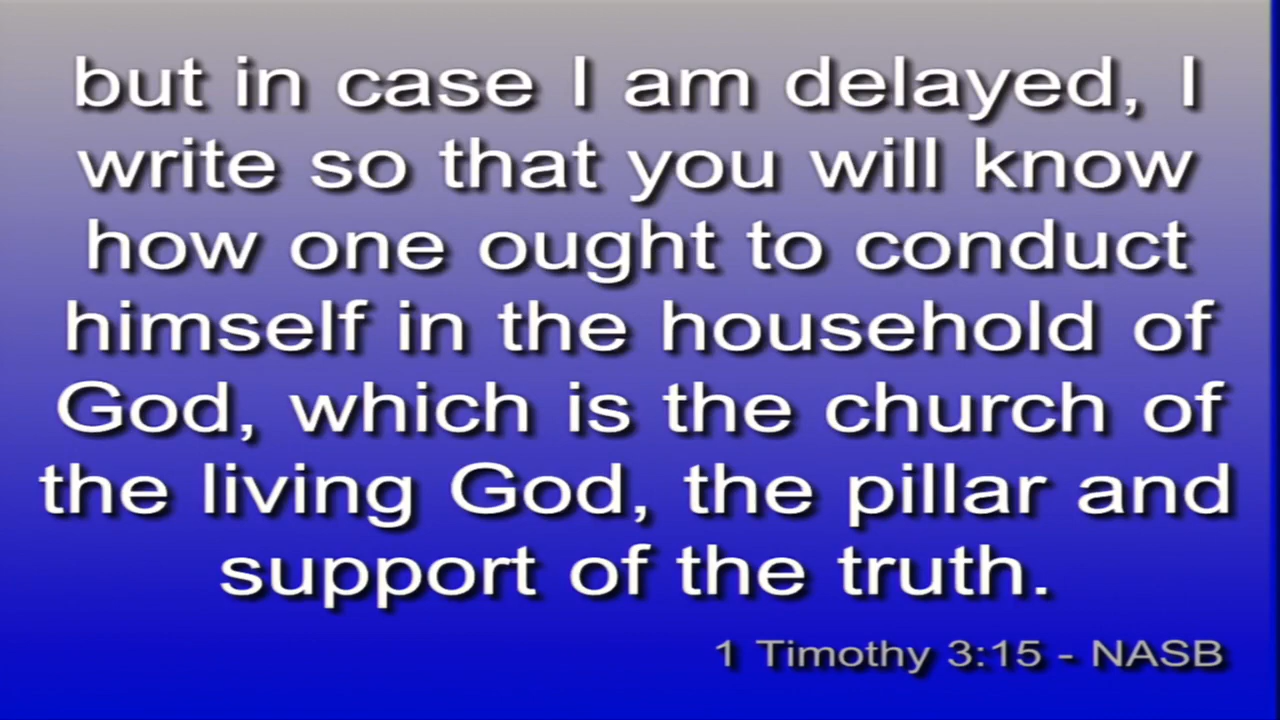 but in case I am delayed, I
write so that you will know
how one ought to conduct
himself in the household of
God, which is the church of
the living God, the pillar and
support of the truth.
1 Timothy 3:15 - NASB